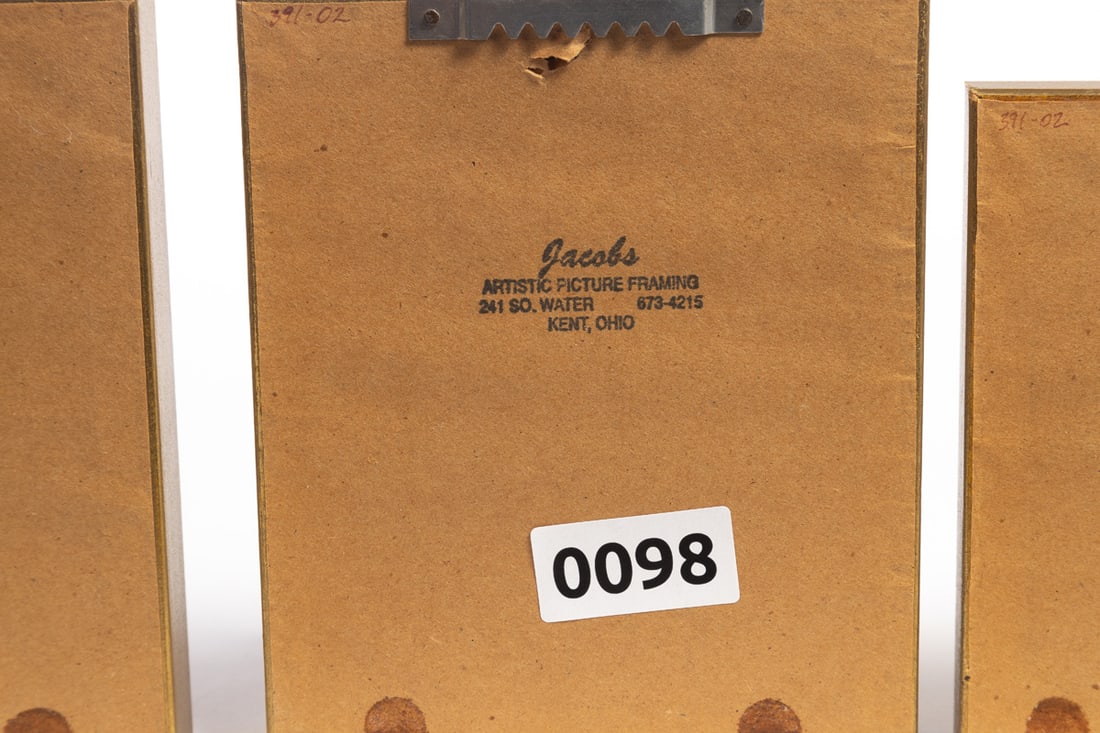 391-02
391-02
Jacobs
ARTISTIC PICTURE FRAMING
241 SO. WATER 673-4215
KENT, OHIO
0098